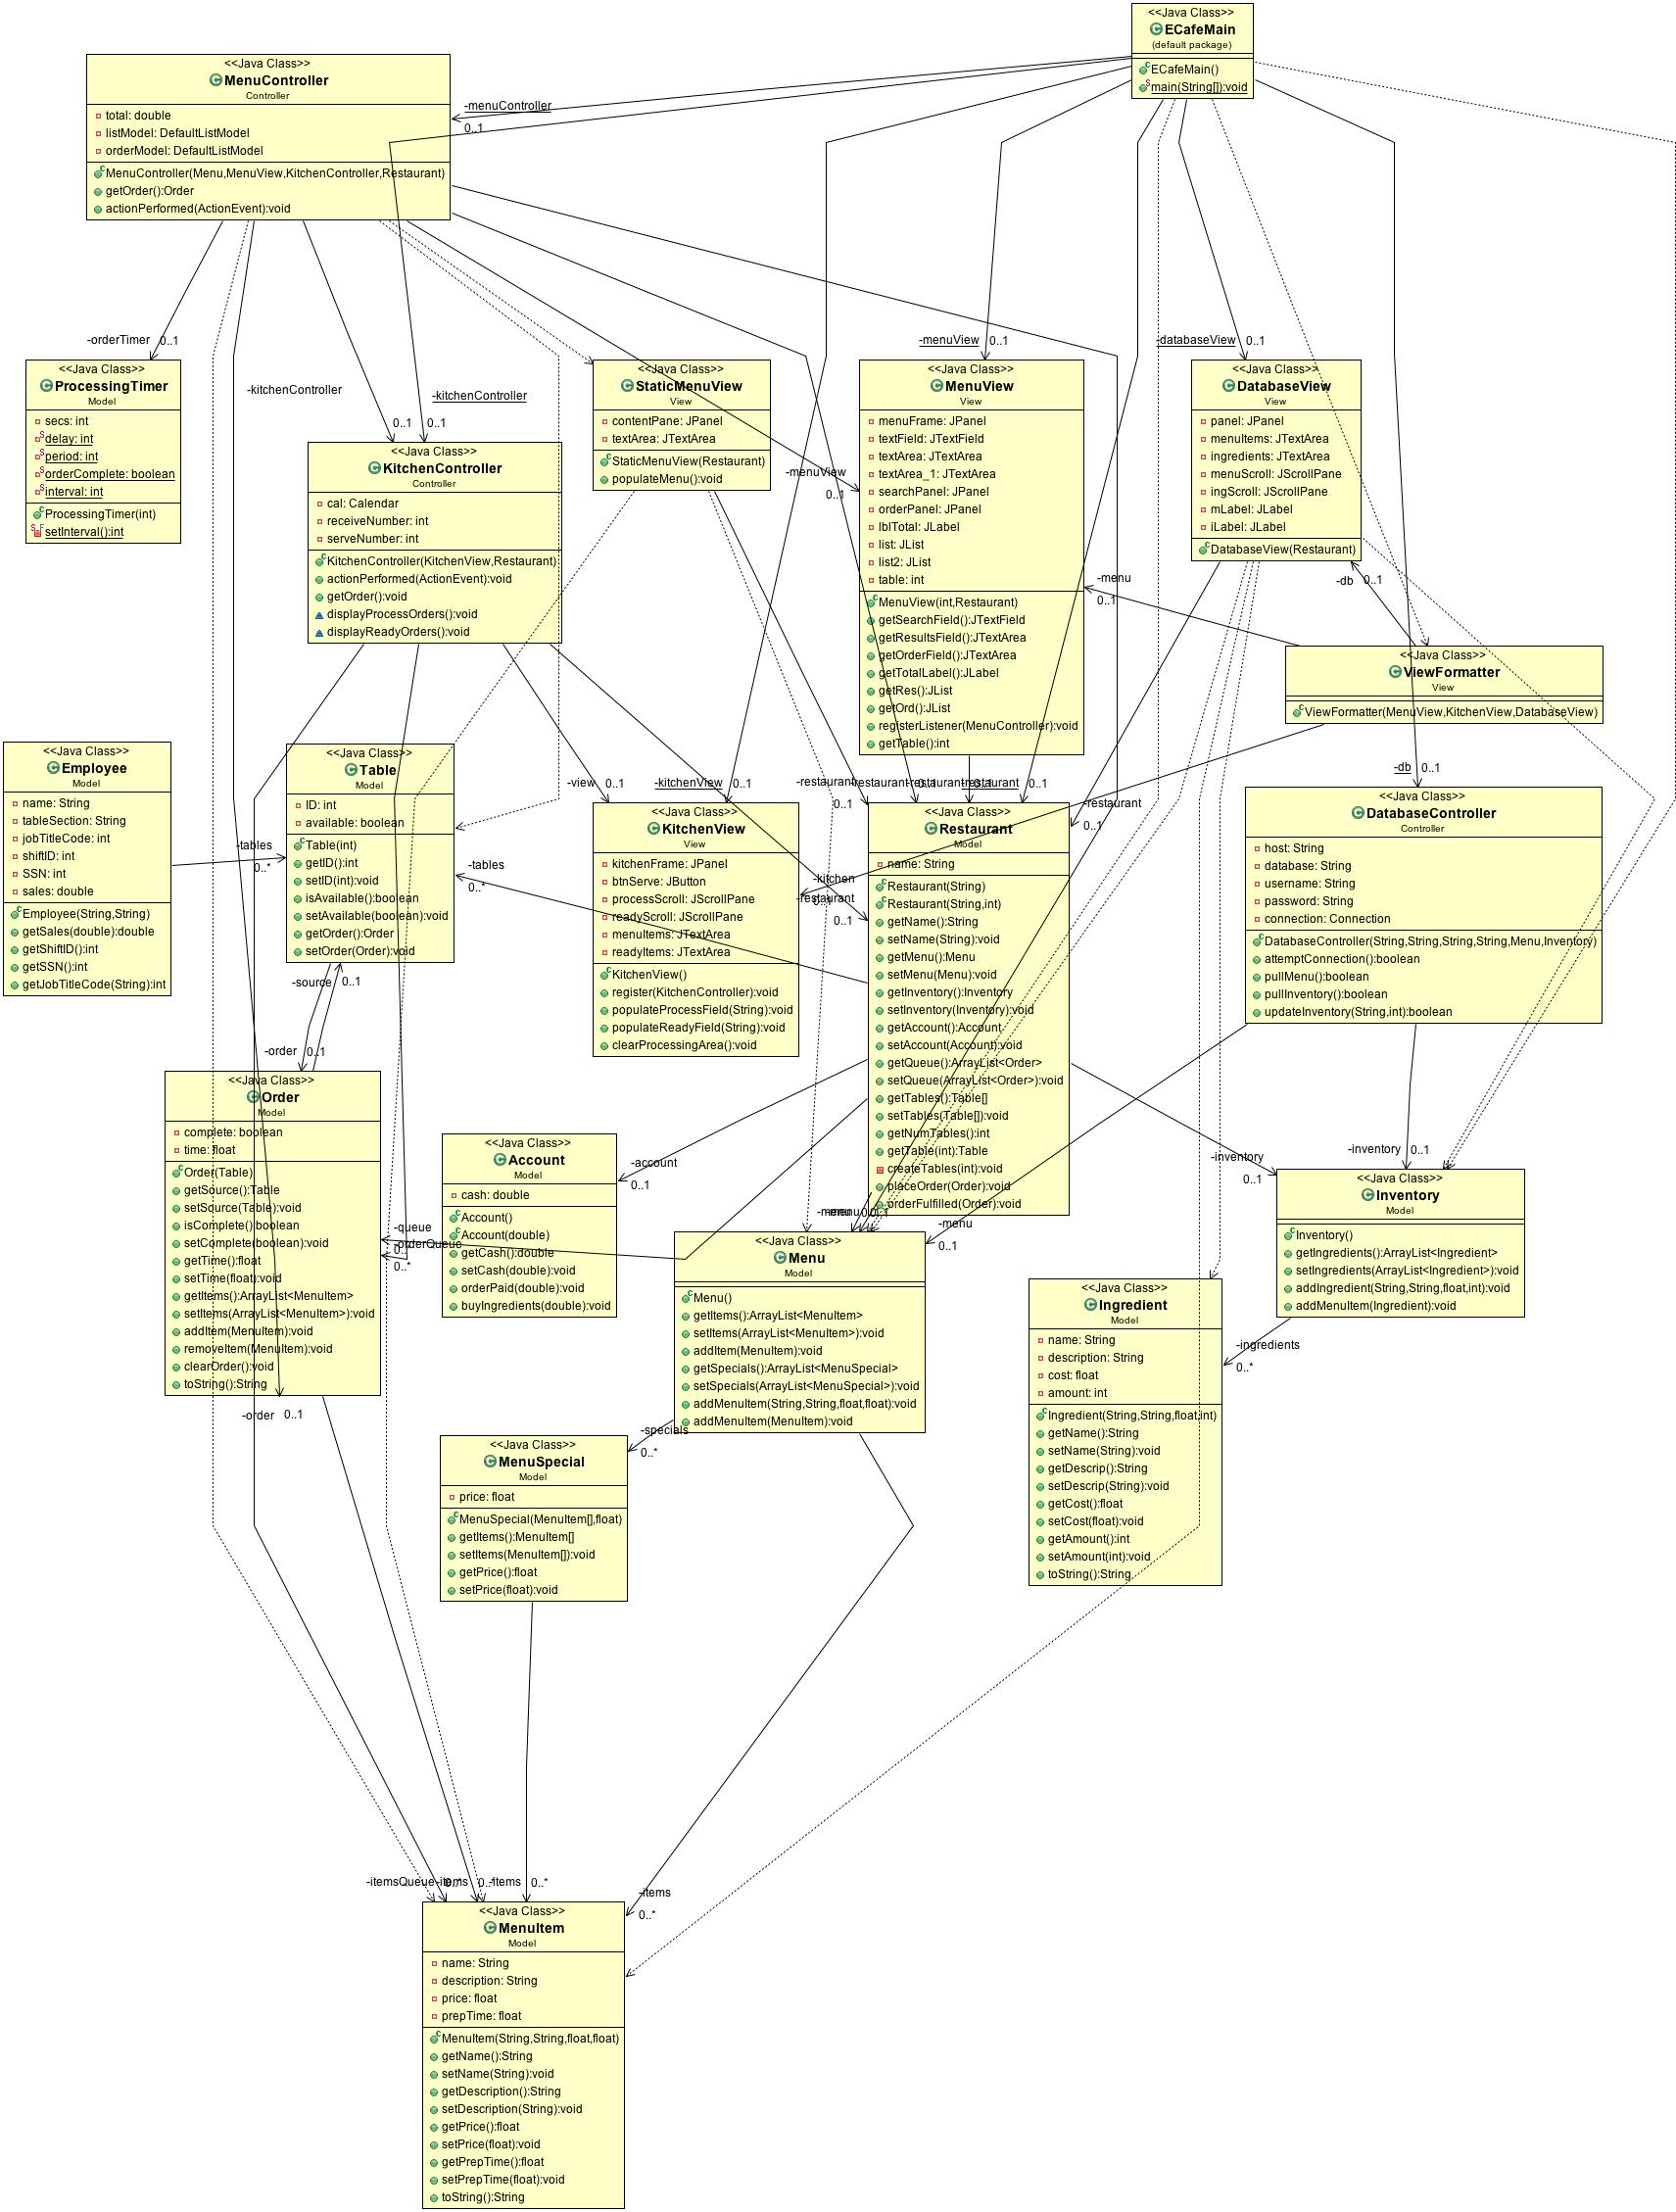 <<Java Class>>
ECafeMain
(default package)
ECafeMain()
main(String[]):void
<<Java Class>>
MenuController
Controller
total: double
listModel: DefaultListModel
orderModel: DefaultListModel
MenuController(Menu,MenuView,KitchenController,Restaurant)
getOrder():Order
actionPerformed(ActionEvent):void
-menuController
0..1
-orderTimer
0..1
-kitchenController
0..1
-kitchenController
0..1
-menuView
0..1
-menuView
0..1
-databaseView
0..1
<<Java Class>>
ProcessingTimer
Model
secs: int
delay: int
period: int
orderComplete: boolean
interval: int
ProcessingTimer(int)
setInterval():int
<<Java Class>>
KitchenController
Controller
cal: Calendar
receiveNumber: int
serveNumber: int
KitchenController(KitchenView,Restaurant)
actionPerformed(ActionEvent):void
getOrder():void
displayProcessOrders():void
displayReadyOrders():void
<<Java Class>>
StaticMenuView
View
contentPane: JPanel
textArea: JTextArea
StaticMenuView(Restaurant)
populateMenu():void
<<Java Class>>
MenuView
View
menuFrame: JPanel
textField: JTextField
textArea: JTextArea
textArea_1: JTextArea
searchPanel: JPanel
orderPanel: JPanel
lblTotal: JLabel
list: JList
list2: JList
table: int
MenuView(int,Restaurant)
getSearchField():JTextField
getResultsField():JTextArea
getOrderField():JTextArea
getTotalLabel():JLabel
getRes():JList
getOrd():JList
registerListener(MenuController):void
getTable():int
<<Java Class>>
DatabaseView
View
panel: JPanel
menuItems: JTextArea
ingredients: JTextArea
menuScroll: JScrollPane
ingScroll: JScrollPane
mLabel: JLabel
iLabel: JLabel
DatabaseView(Restaurant)
-menu
0..1
-db
0..1
<<Java Class>>
ViewFormatter
View
ViewFormatter(MenuView,KitchenView,DatabaseView)
<<Java Class>>
Employee
Model
name: String
tableSection: String
jobTitleCode: int
shiftID: int
SSN: int
sales: double
Employee(String,String)
getSales(double):double
getShiftID():int
getSSN():int
getJobTitleCode(String):int
-tables
0..*
<<Java Class>>
Table
Model
ID: int
available: boolean
Table(int)
getID():int
setID(int):void
isAvailable():boolean
setAvailable(boolean):void
getOrder():Order
setOrder(Order):void
-tables
0..*
-view
0..1
-kitchenView
0..1
<<Java Class>>
KitchenView
View
kitchenFrame: JPanel
btnServe: JButton
processScroll: JScrollPane
readyScroll: JScrollPane
menuItems: JTextArea
readyItems: JTextArea
KitchenView()
register(KitchenController):void
populateProcessField(String):void
populateReadyField(String):void
clearProcessingArea():void
-restaurant
0..1
-restaurant
0..1
-restaurant
0..1
-restaurant
0..1
-restaurant
0..1
-kitchen
0..1
-restaurant
0..1
<<Java Class>>
Restaurant
Model
name: String
Restaurant(String)
Restaurant(String,int)
getName():String
setName(String):void
getMenu():Menu
setMenu(Menu):void
getInventory():Inventory
setInventory(Inventory):void
getAccount():Account
setAccount(Account):void
getQueue():ArrayList<Order>
setQueue(ArrayList<Order>):void
getTables():Table[]
setTables(Table[]):void
getNumTables():int
getTable(int):Table
createTables(int):void
placeOrder(Order):void
orderFulfilled(Order):void
-db
0..1
<<Java Class>>
DatabaseController
Controller
host: String
database: String
username: String
password: String
connection: Connection
DatabaseController(String,String,String,String,Menu,Inventory)
attemptConnection():boolean
pullMenu():boolean
pullInventory():boolean
updateInventory(String,int):boolean
-source
0..1
-order
0..1
<<Java Class>>
Order
Model
complete: boolean
time: float
Order(Table)
getSource():Table
setSource(Table):void
isComplete():boolean
setComplete(boolean):void
getTime():float
setTime(float):void
getItems():ArrayList<MenuItem>
setItems(ArrayList<MenuItem>):void
addItem(MenuItem):void
removeItem(MenuItem):void
clearOrder():void
toString():String
-queue
0..*
-orderQueue
0..*
-order
0..1
<<Java Class>>
Account
Model
cash: double
Account()
Account(double)
getCash():double
setCash(double):void
orderPaid(double):void
buyIngredients(double):void
-account
0..1
-menu
-menu
0..1
-menu
0..1
<<Java Class>>
Menu
Model
Menu()
getItems():ArrayList<MenuItem>
setItems(ArrayList<MenuItem>):void
addItem(MenuItem):void
getSpecials():ArrayList<MenuSpecial>
setSpecials(ArrayList<MenuSpecial>):void
addMenuItem(String,String,float,float):void
addMenuItem(MenuItem):void
-inventory
0..1
-inventory
0..1
<<Java Class>>
Inventory
Model
Inventory()
getIngredients():ArrayList<Ingredient>
setIngredients(ArrayList<Ingredient>):void
addIngredient(String,String,float,int):void
addMenuItem(Ingredient):void
-ingredients
0..*
<<Java Class>>
Ingredient
Model
name: String
description: String
cost: float
amount: int
Ingredient(String,String,float,int)
getName():String
setName(String):void
getDescrip():String
setDescrip(String):void
getCost():float
setCost(float):void
getAmount():int
setAmount(int):void
toString():String
-specials
0..*
<<Java Class>>
MenuSpecial
Model
price: float
MenuSpecial(MenuItem[],float)
getItems():MenuItem[]
setItems(MenuItem[]):void
getPrice():float
setPrice(float):void
-itemsQueue
0..*
-items
0..*
-items
0..*
-items
0..*
<<Java Class>>
MenuItem
Model
name: String
description: String
price: float
prepTime: float
MenuItem(String,String,float,float)
getName():String
setName(String):void
getDescription():String
setDescription(String):void
getPrice():float
setPrice(float):void
getPrepTime():float
setPrepTime(float):void
toString():String